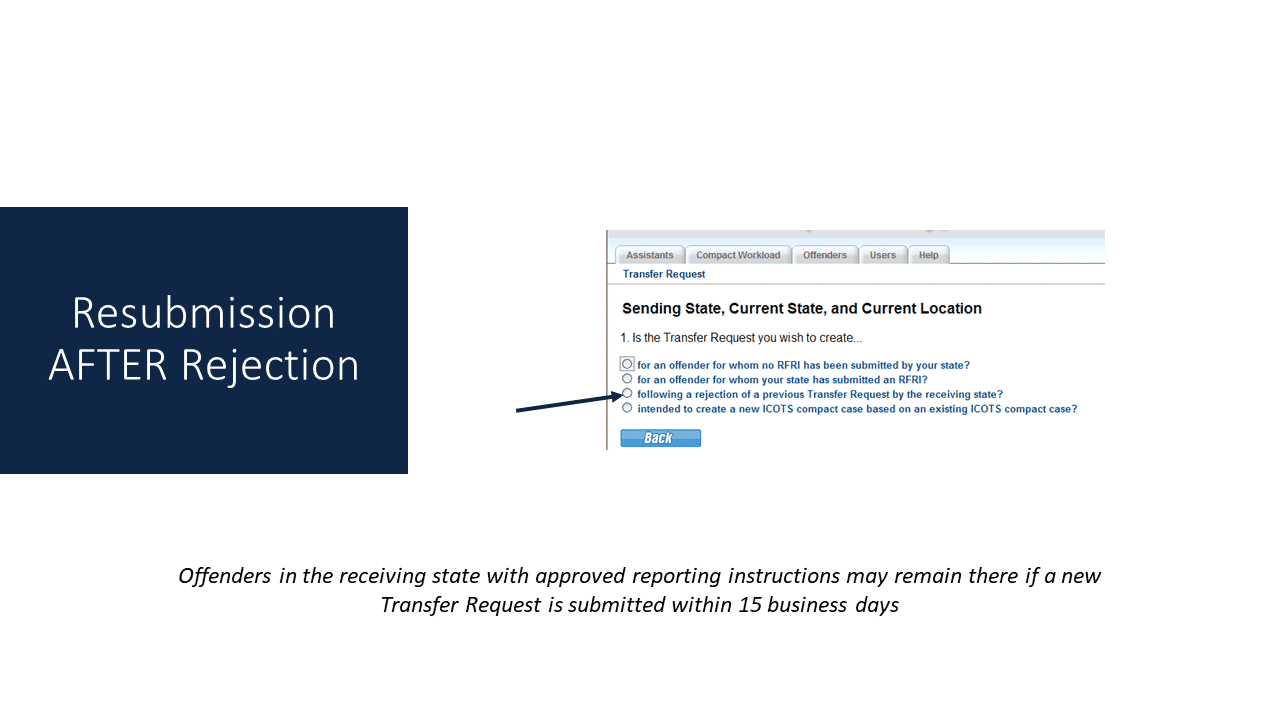 Resubmission
AFTER Rejection
Assistants Compact Workload Offenders Users Help
Transfer Request
Sending State, Current State, and Current Location
1. Is the Transfer Request you wish to create...
for an offender for whom no RFRI has been submitted by your state?
for an offender for whom your state has submitted an RFRI?
following a rejection of a previous Transfer Request by the receiving state?
intended to create a new ICOTS compact case based on an existing ICOTS compact case?
Back
Offenders in the receiving state with approved reporting instructions may remain there if a new
Transfer Request is submitted within 15 business days